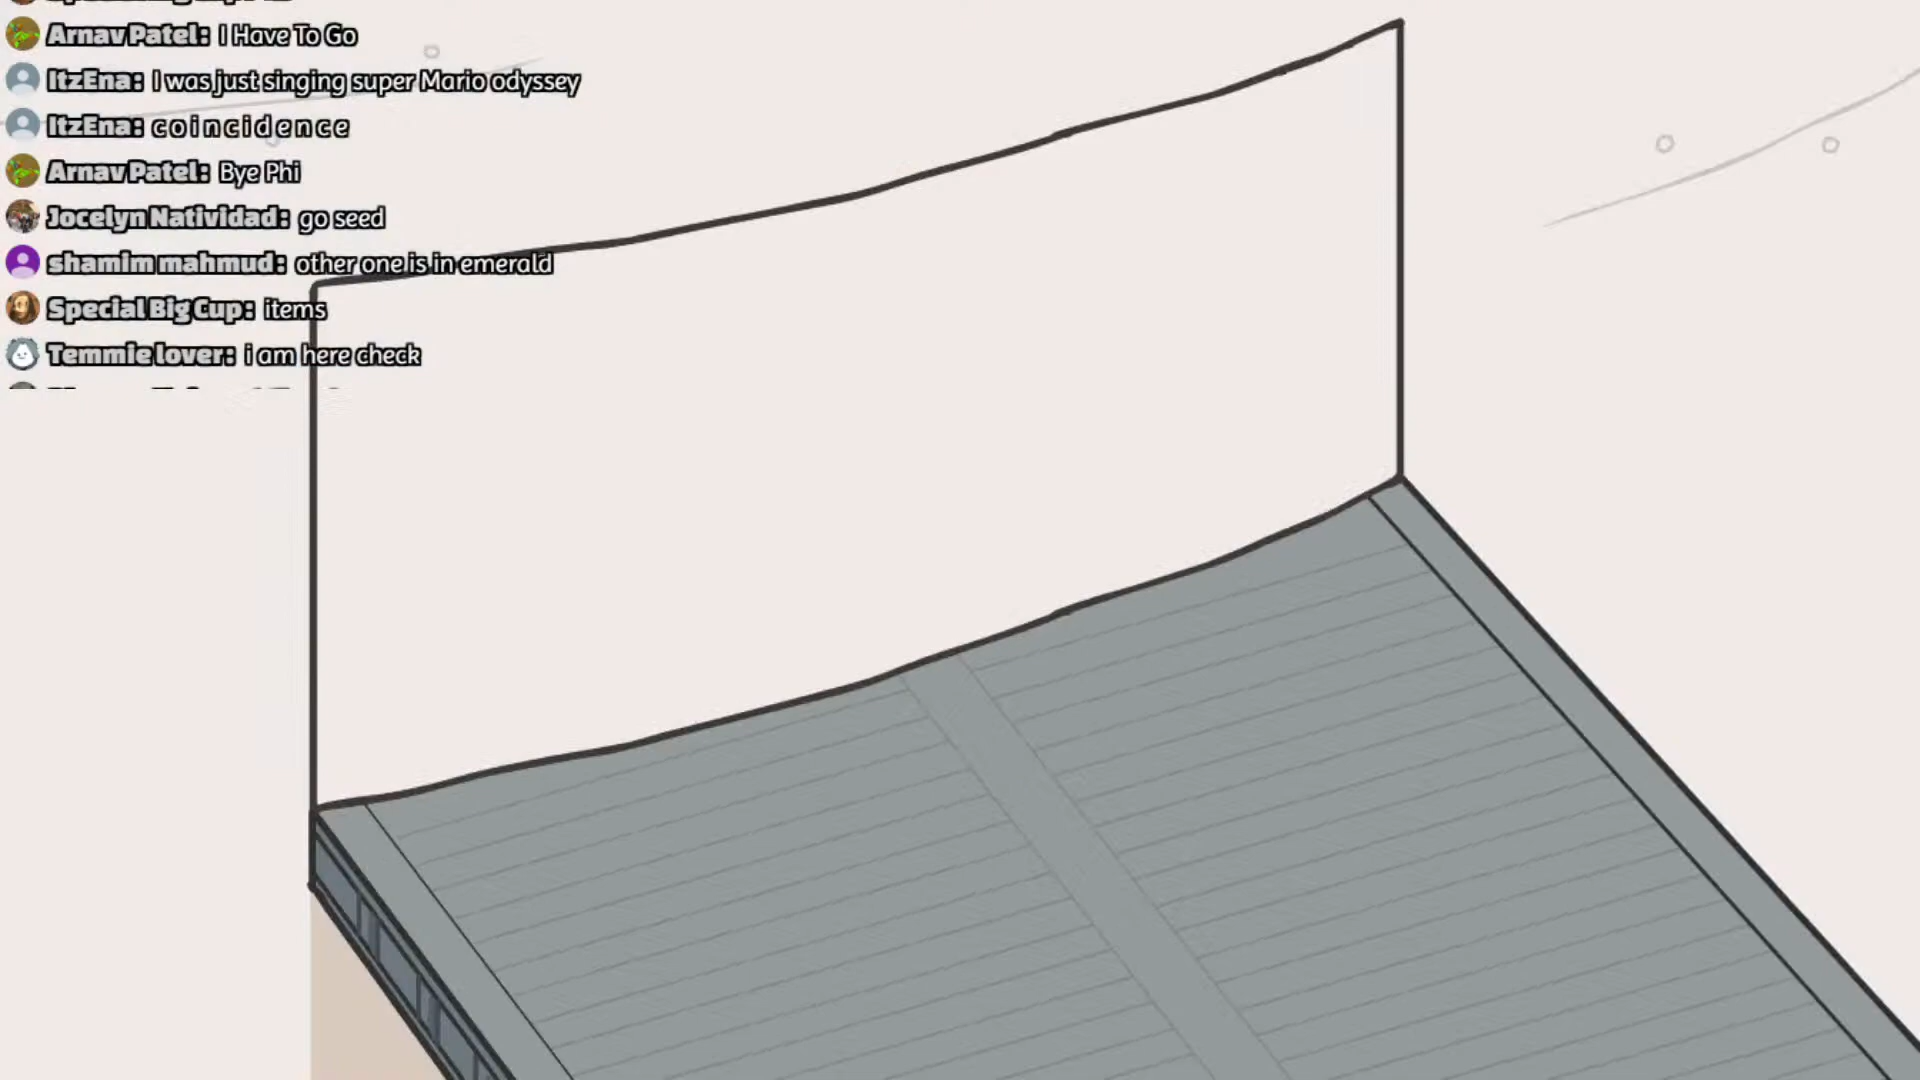 Arnav Patel: I Have To Go
ItzEna: I was just singing super Mario odyssey
ItzEna: c o i n c i d e n c e
Arnav Patel: Bye Phi
Jocelyn Natividad: go seed
shamim mahmud: other one is in emerald
Special Big Cup: items
Temmie lover: i am here check